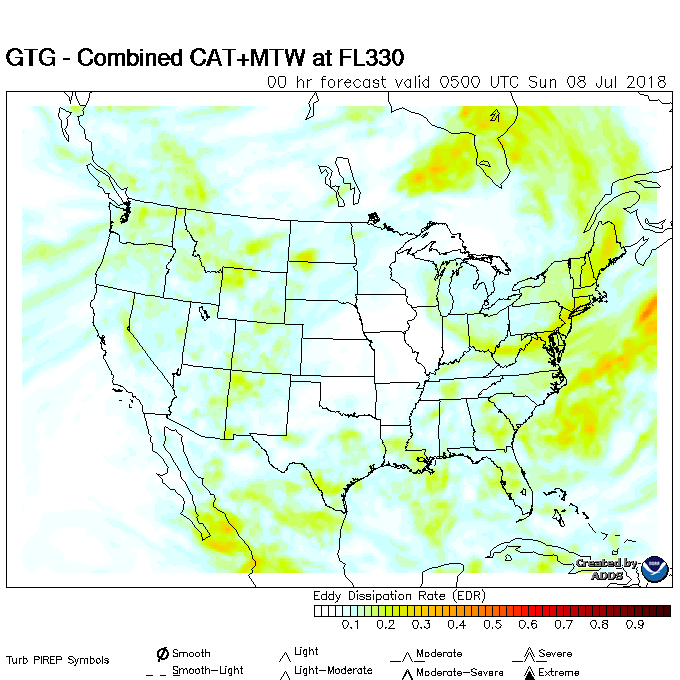 GTG - Combined CAT+MTW at FL330
00 hr forecast valid 0500 UTC Sun 08 Jul 2018
Created by
ADDS
Eddy Dissipation Rate (EDR)
0.1 0.2 0.3 0.4 0.5 0.6 0.7 0.8 0.9
Turb PIREP Symbols
Smooth
Light
Moderate
Severe
Smooth-Light
Light-Moderate
Moderate-Severe
Extreme